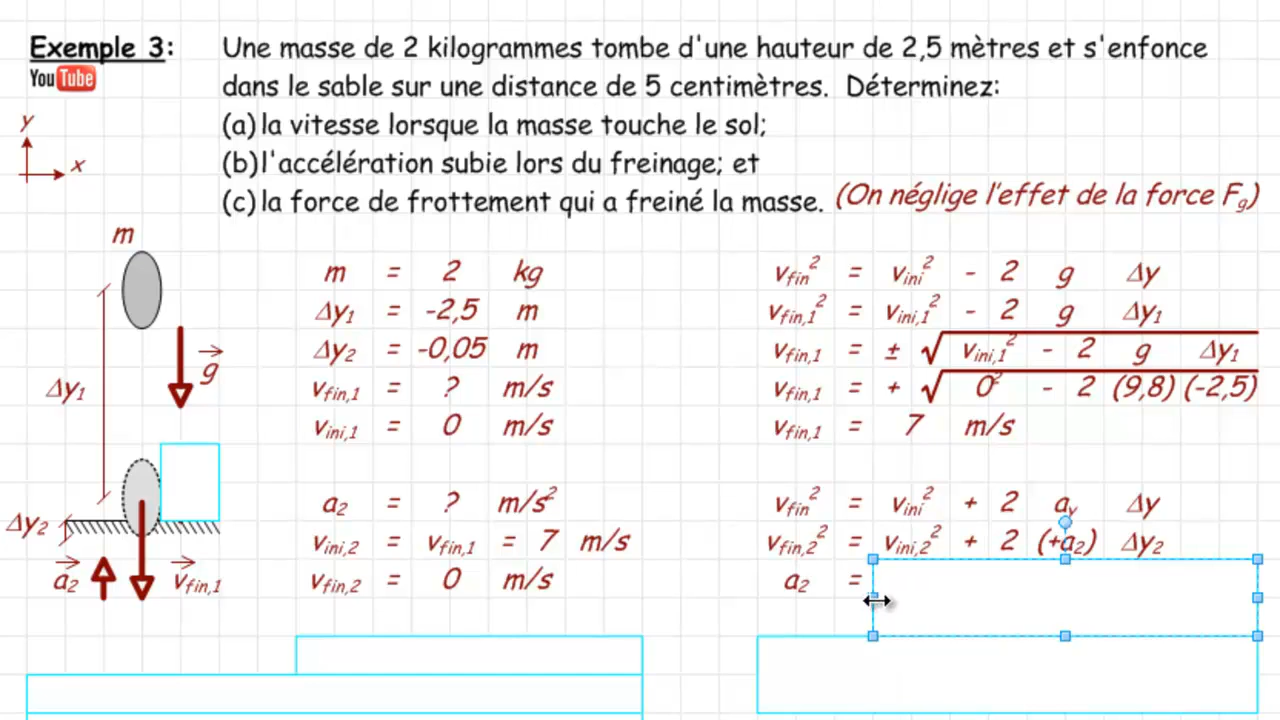 Exemple 3: Une masse de 2 kilogrammes tombe d'une hauteur de 2,5 mètres et s'enfonce
YouTube dans le sable sur une distance de 5 centimètres. Déterminez:
(a) la vitesse lorsque la masse touche le sol;
(b) l'accélération subie lors du freinage; et
(c) la force de frottement qui a freiné la masse. (On néglige l'effet de la force Fg)
y
x
m
Δy₁
g
Δy₂
a₂
vfin,1
m = 2 kg
Δy₁ = -2,5 m
Δy₂ = -0,05 m
vfin,1 = ? m/s
vini,1 = 0 m/s
a₂ = ? m/s²
vini,2 = vfin,1 = 7 m/s
vfin,2 = 0 m/s
vfin² = vini² - 2 g Δy
vfin,1² = vini,1² - 2 g Δy₁
vfin,1 = ± √ vini,1² - 2 g Δy₁
vfin,1 = + √ 0² - 2 (9,8) (-2,5)
vfin,1 = 7 m/s
vfin² = vini² + 2 ay Δy
vfin,2² = vini,2² + 2 (+a₂) Δy₂
a₂ =